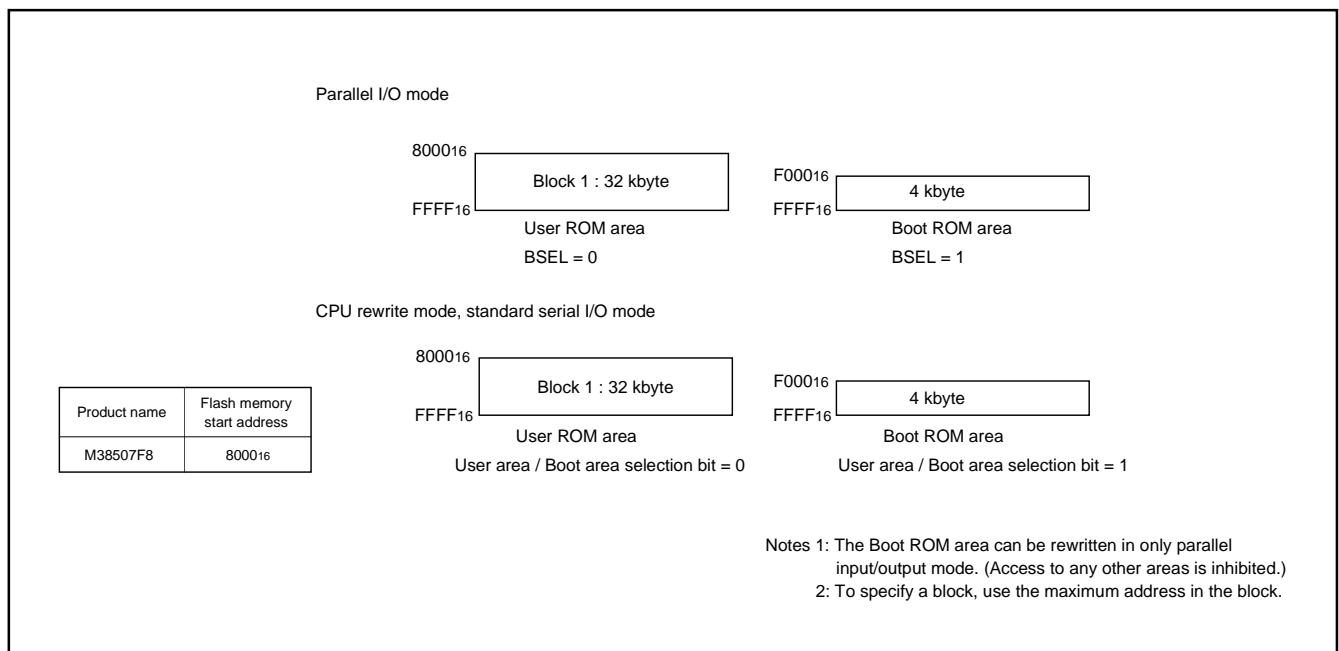 Parallel I/O mode
800016
Block 1 : 32 kbyte
FFFF16
User ROM area
BSEL = 0
F00016
4 kbyte
FFFF16
Boot ROM area
BSEL = 1
CPU rewrite mode, standard serial I/O mode
800016
Block 1 : 32 kbyte
FFFF16
User ROM area
User area / Boot area selection bit = 0
F00016
4 kbyte
FFFF16
Boot ROM area
User area / Boot area selection bit = 1
Product name
Flash memory
start address
M38507F8
800016
Notes 1: The Boot ROM area can be rewritten in only parallel
input/output mode. (Access to any other areas is inhibited.)
2: To specify a block, use the maximum address in the block.